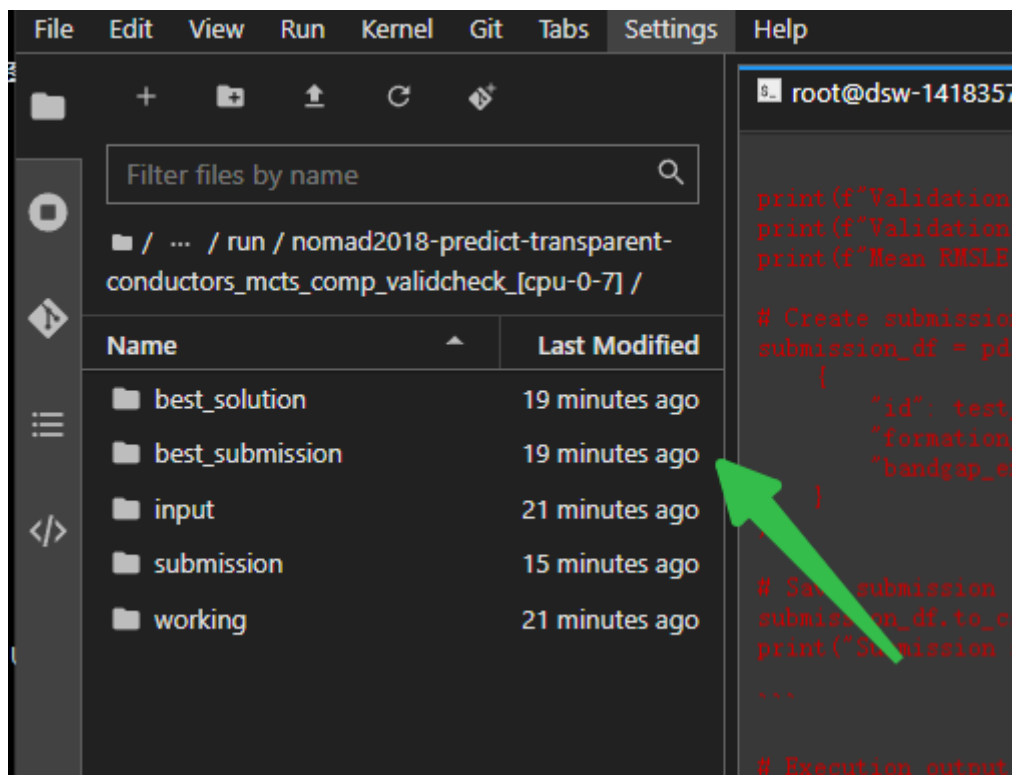 File Edit View Run Kernel Git Tabs Settings Help
root@dsw-1418357
Filter files by name
/ ··· / run / nomad2018-predict-transparent-
conductors_mcts_comp_validcheck_[cpu-0-7] /
Name Last Modified
best_solution 19 minutes ago
best_submission 19 minutes ago
input 21 minutes ago
submission 15 minutes ago
working 21 minutes ago
print(f"Validation
print(f"Validation
print(f"Mean RMSLE
# Create submission
submission_df = pd
{
"id": test
"formation
"bandgap_e
}
# submission
print("Submission
...
# Execution output